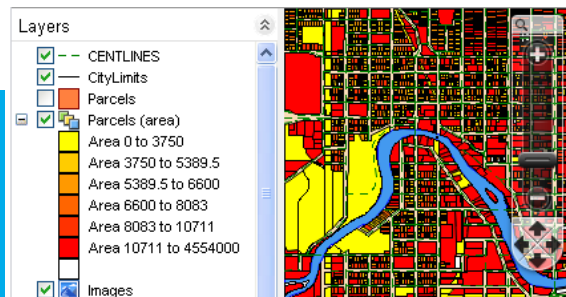 Layers
CENTLINES
CityLimits
Parcels
Parcels (area)
Area 0 to 3750
Area 3750 to 5389.5
Area 5389.5 to 6600
Area 6600 to 8083
Area 8083 to 10711
Area 10711 to 4554000
Images